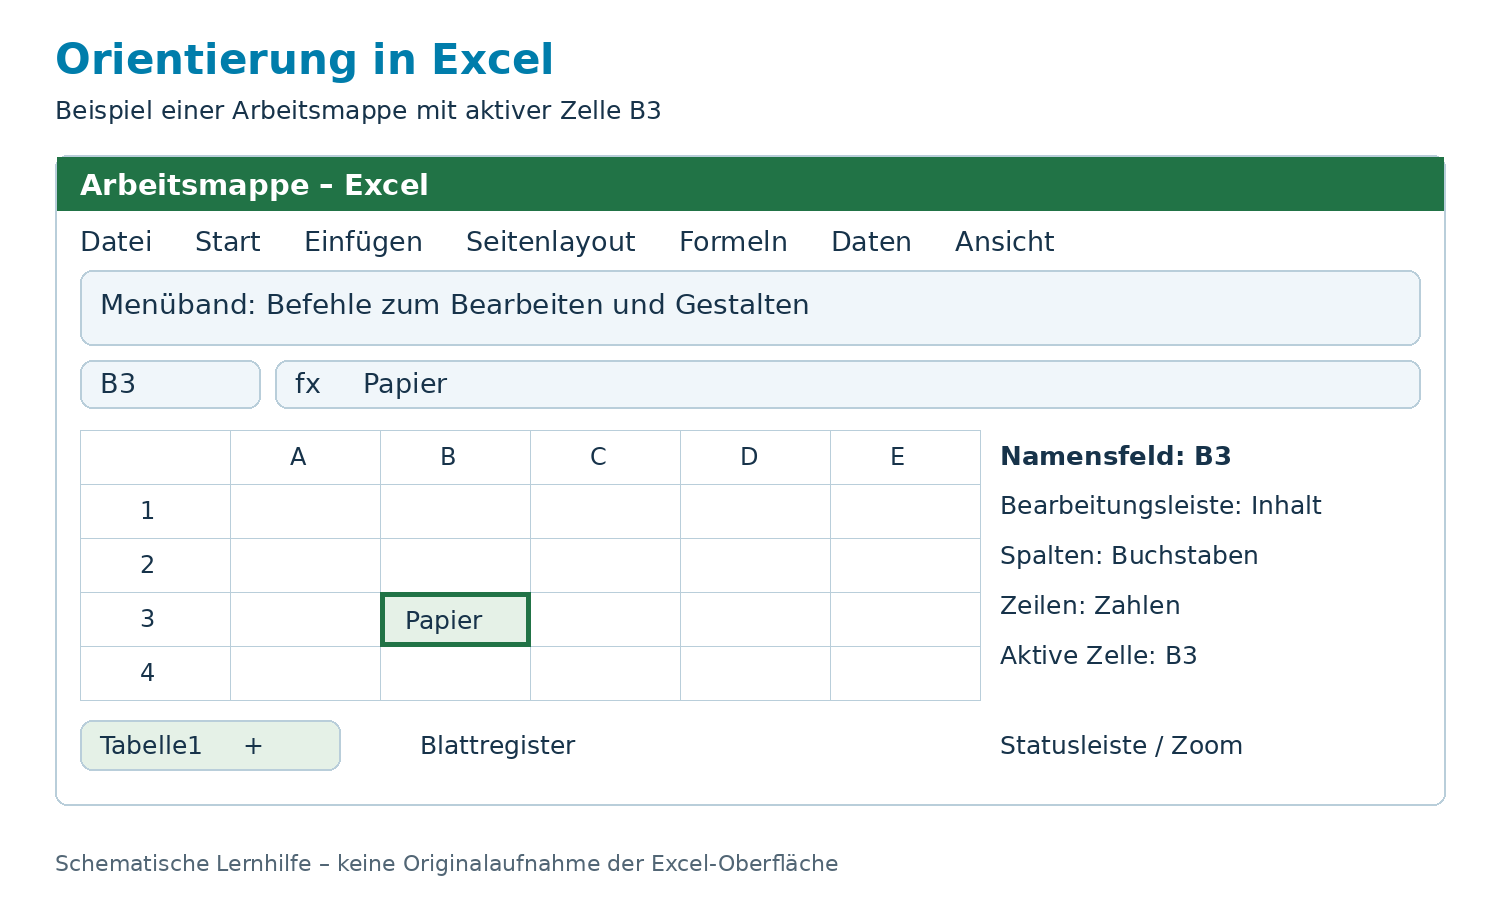 Orientierung in Excel
Beispiel einer Arbeitsmappe mit aktiver Zelle B3
Arbeitsmappe – Excel
Datei Start Einfügen Seitenlayout Formeln Daten Ansicht
Menüband: Befehle zum Bearbeiten und Gestalten
B3 fx Papier
A B C D E
1
2
3 Papier
4
Namensfeld: B3
Bearbeitungsleiste: Inhalt
Spalten: Buchstaben
Zeilen: Zahlen
Aktive Zelle: B3
Tabelle1 + Blattregister Statusleiste / Zoom
Schematische Lernhilfe – keine Originalaufnahme der Excel-Oberfläche